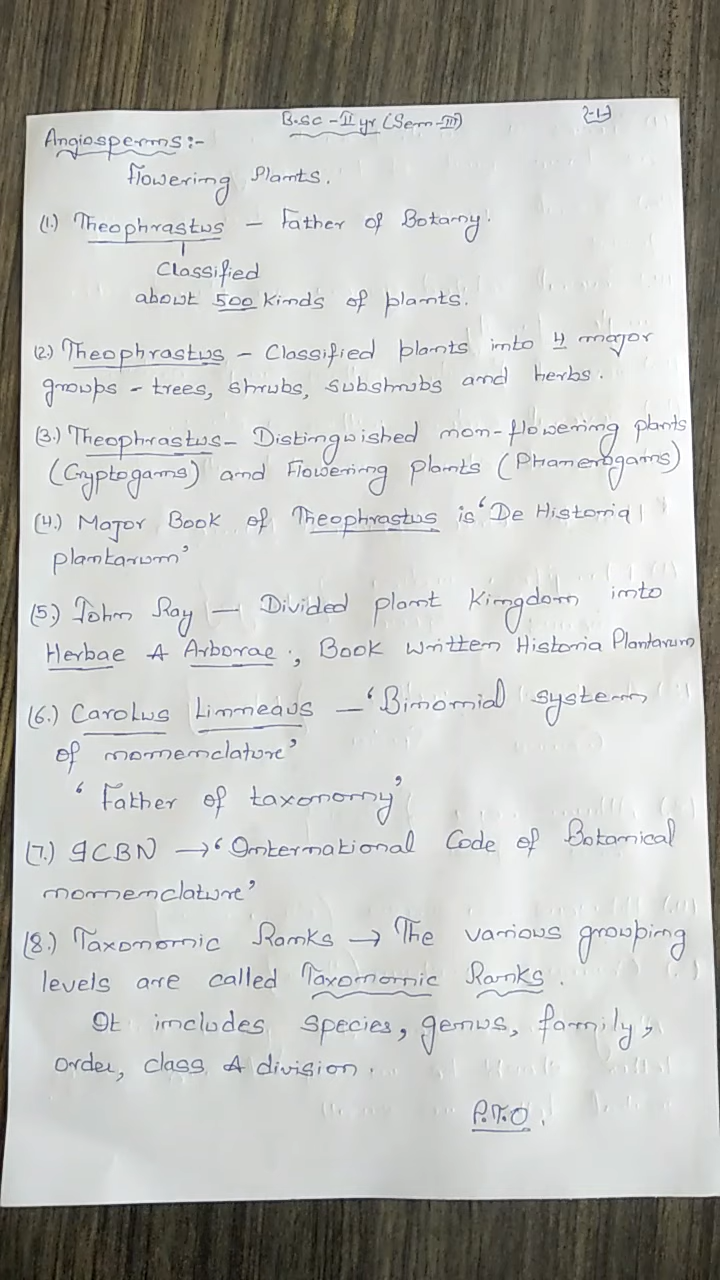 B.Sc - II yr (Sem-III)
Angiosperms :-
Flowering Plants.
(1.) Theophrastus - Father of Botany.
Classified
about 500 kinds of plants.
(2.) Theophrastus - Classified plants into 4 major
groups - trees, shrubs, substrubs and herbs.
(3.) Theophrastus - Distinguished non-flowering plants
(Cryptogams) and Flowering plants (Phanerogams)
(4.) Major Book of Theophrastus is 'De Historia
plantarum'
(5.) John Ray - Divided plant kingdom into
Herbae & Arborae ; Book written Historia Plantarum
(6.) Carolus Linneaus - 'Binomial system
of nomenclature'
'Father of taxonomy'
(7.) ICBN → 'International Code of Botanical
nomenclature'
(8.) Taxonomic Ranks → The various grouping
levels are called Taxonomic Ranks.
It includes species, genus, family,
order, class & division.
P.T.O.